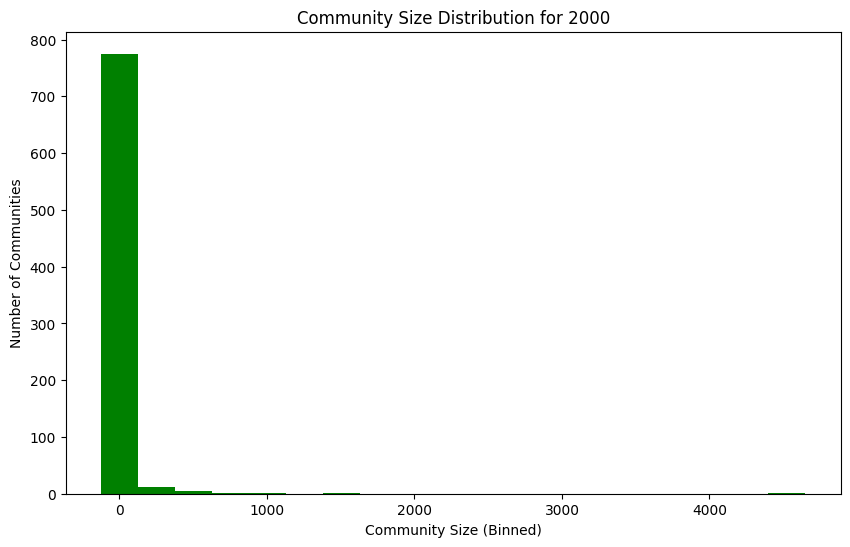 Community Size Distribution for 2000
800
700
600
500
400
300
200
100
0
Number of Communities
0 1000 2000 3000 4000
Community Size (Binned)